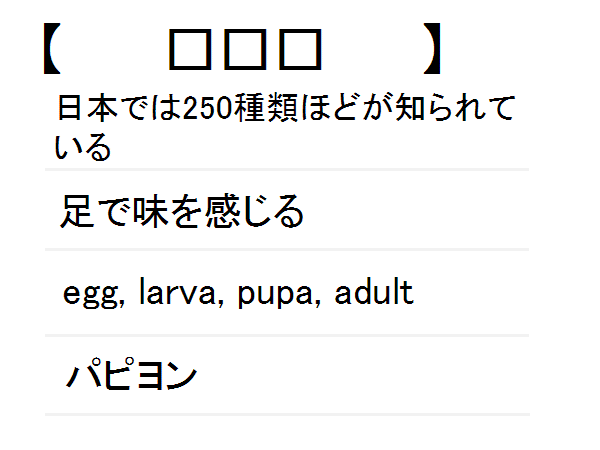 【　　□□□　　】
日本では250種類ほどが知られて
いる
足で味を感じる
egg, larva, pupa, adult
パピヨン